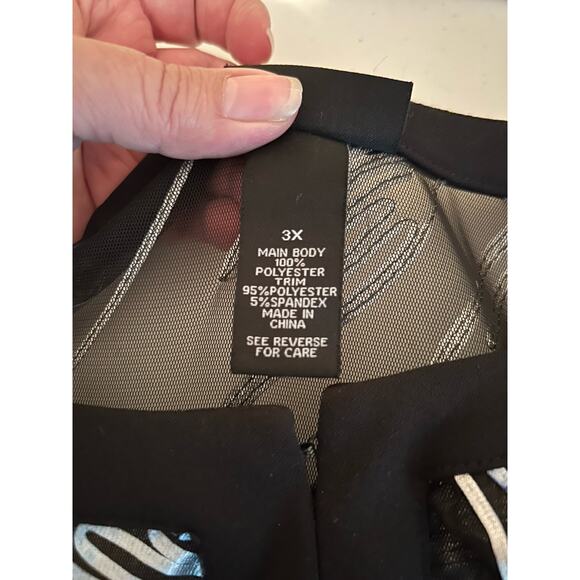 3X
MAIN BODY
100%
POLYESTER
TRIM
95%POLYESTER
5%SPANDEX
MADE IN
CHINA
SEE REVERSE
FOR CARE